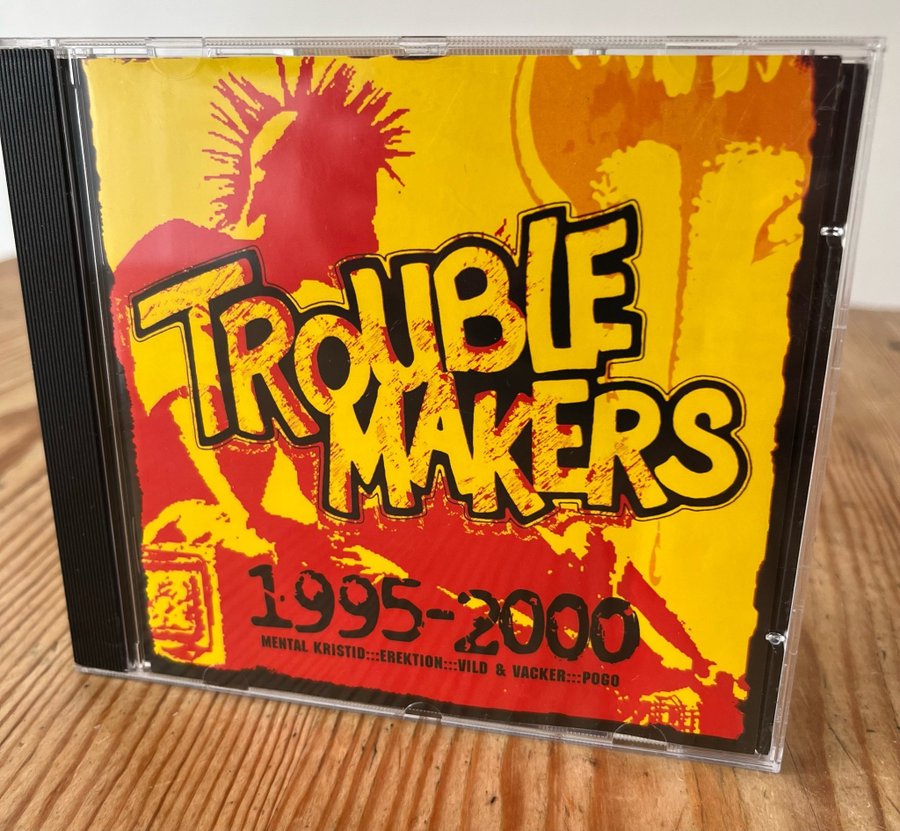 TROUBLE
MAKERS
1995-2000
MENTAL KRISTID:::EREKTION:::VILD & VACKER:::POGO